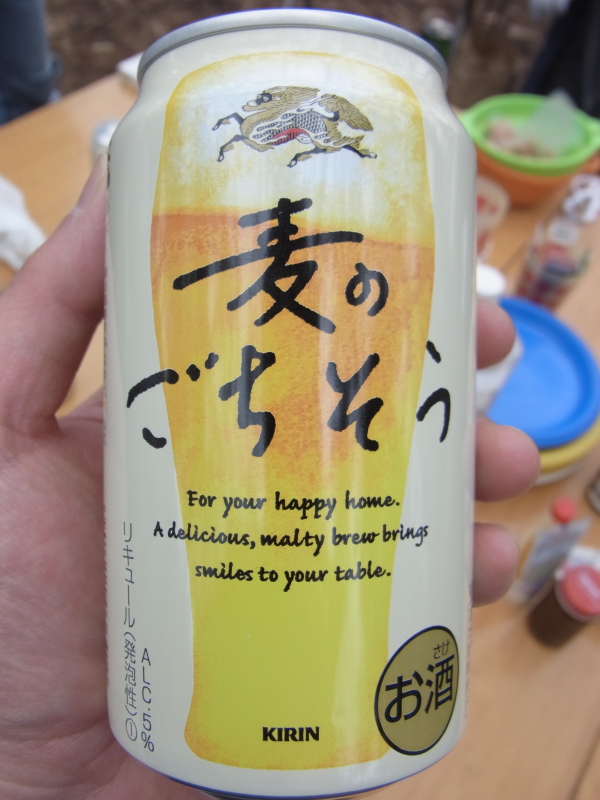 麦の
ごちそう
For your happy home.
A delicious, malty brew brings
smiles to your table.
リキュール(発泡性)①
ALC.5%
さけ
お酒
KIRIN